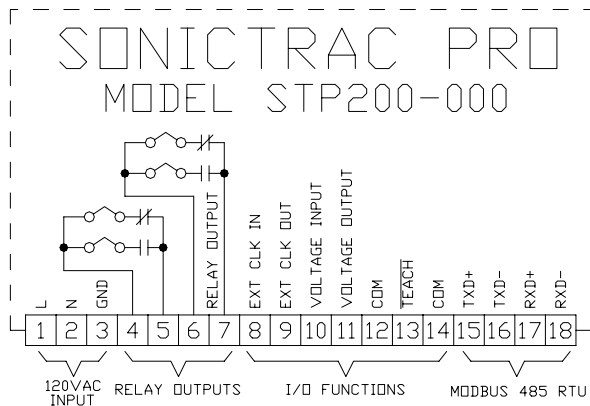 SONICTRAC PRO
MODEL STP200-000
L
N
GND
RELAY OUTPUT
EXT CLK IN
EXT CLK OUT
VOLTAGE INPUT
VOLTAGE OUTPUT
COM
TEACH
COM
TXD+
TXD-
RXD+
RXD-
1 2 3 4 5 6 7 8 9 10 11 12 13 14 15 16 17 18
120VAC
INPUT
RELAY OUTPUTS
I/O FUNCTIONS
MODBUS 485 RTU